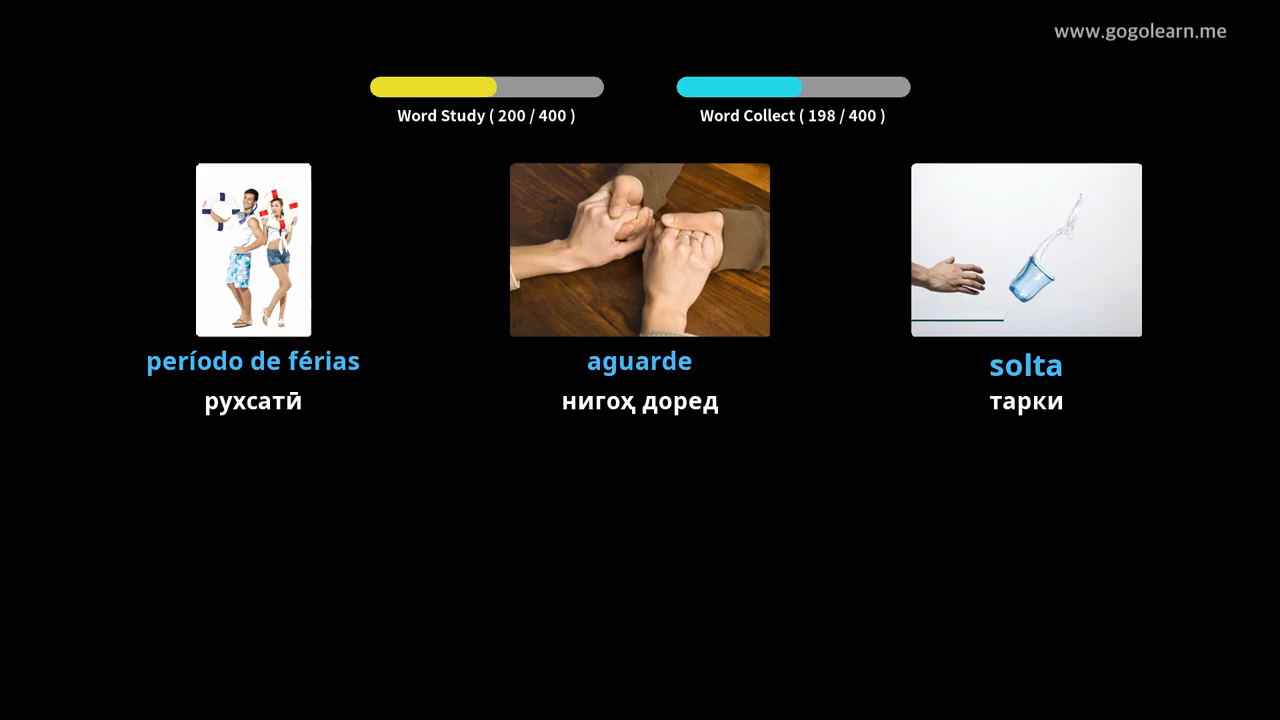 www.gogolearn.me
Word Study ( 200 / 400 )
Word Collect ( 198 / 400 )
período de férias
aguarde
solta
рухсатӣ
нигоҳ доред
тарки